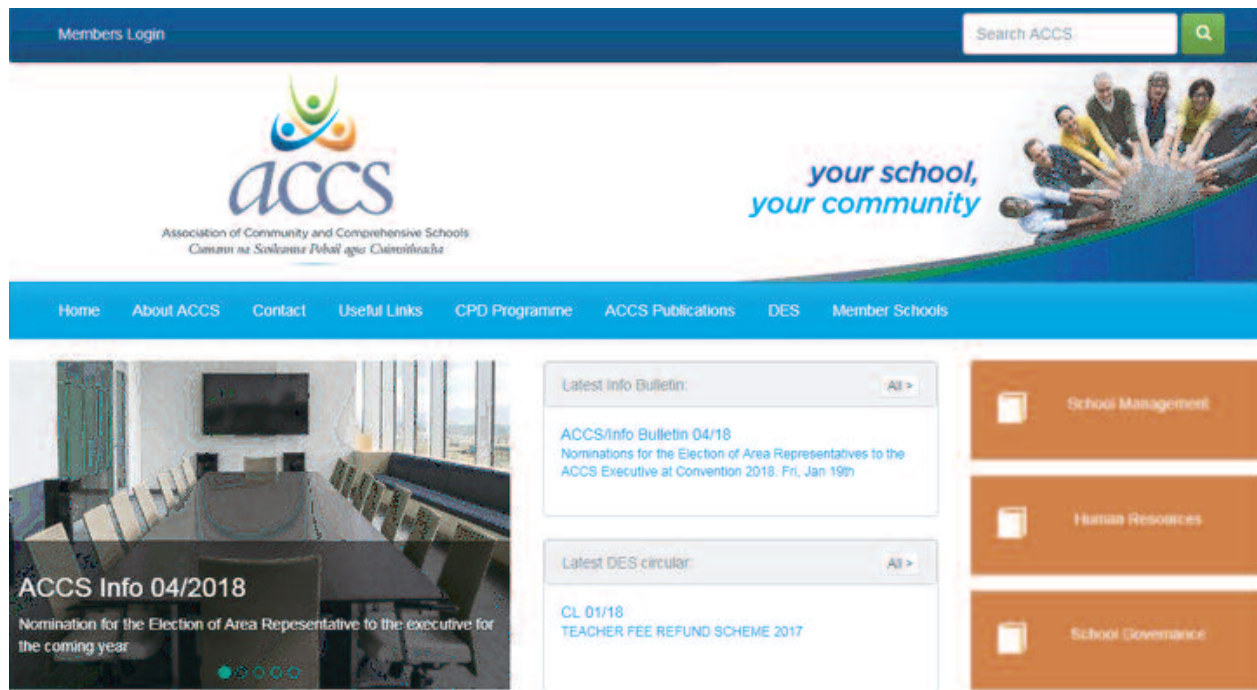 Members Login
Search ACCS
accs
Association of Community and Comprehensive Schools
Cumann na Scoileanna Pobail agus Cuimsitheacha
your school,
your community
Home About ACCS Contact Useful Links CPD Programme ACCS Publications DES Member Schools
ACCS Info 04/2018
Nomination for the Election of Area Repesentative to the executive for
the coming year
Latest Info Bulletin:
All >
ACCS/Info Bulletin 04/18
Nominations for the Election of Area Representatives to the
ACCS Executive at Convention 2018. Fri, Jan 19th
Latest DES circular:
All >
CL 01/18
TEACHER FEE REFUND SCHEME 2017
School Management
Human Resources
School Governance